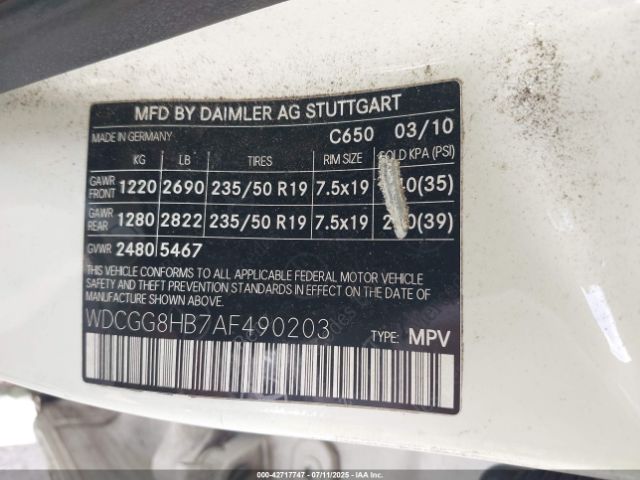 MFD BY DAIMLER AG STUTTGART
MADE IN GERMANY C650 03/10
KG LB TIRES RIM SIZE COLD KPA (PSI)
GAWR FRONT 1220 2690 235/50 R19 7.5x19 (35)
GAWR REAR 1280 2822 235/50 R19 7.5x19 (39)
GVWR 2480 5467
THIS VEHICLE CONFORMS TO ALL APPLICABLE FEDERAL MOTOR VEHICLE
SAFETY AND THEFT PREVENTION STANDARDS IN EFFECT ON THE DATE
OF MANUFACTURE SHOWN ABOVE.
WDCGG8HB7AF490203 TYPE: MPV
© IAAI (42717747) - 07/11/2025 - IAAI.COM